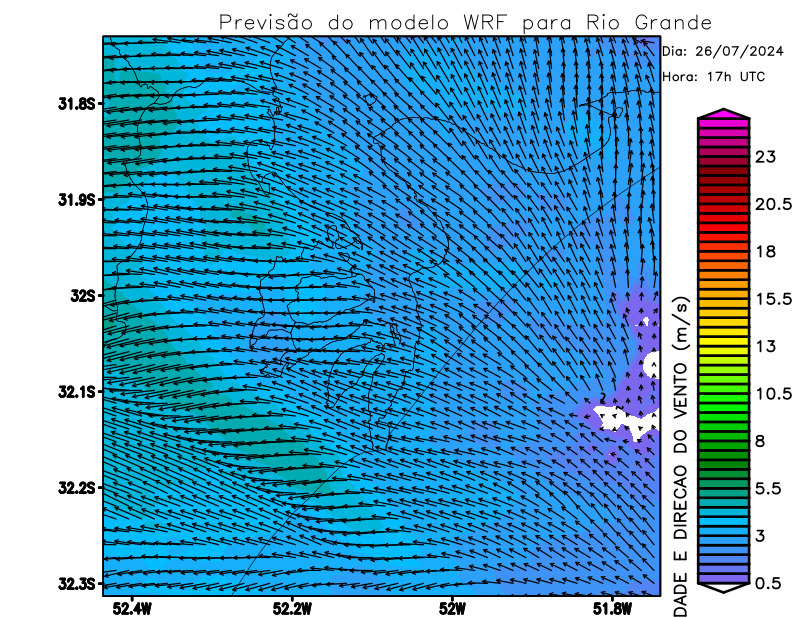 Previsão do modelo WRF para Rio Grande
Dia: 26/07/2024
Hora: 17h UTC
31.8S
31.9S
32S
32.1S
32.2S
32.3S
52.4W
52.2W
52W
51.8W
23
20.5
18
15.5
13
10.5
8
5.5
3
0.5
DADE E DIRECAO DO VENTO (m/s)